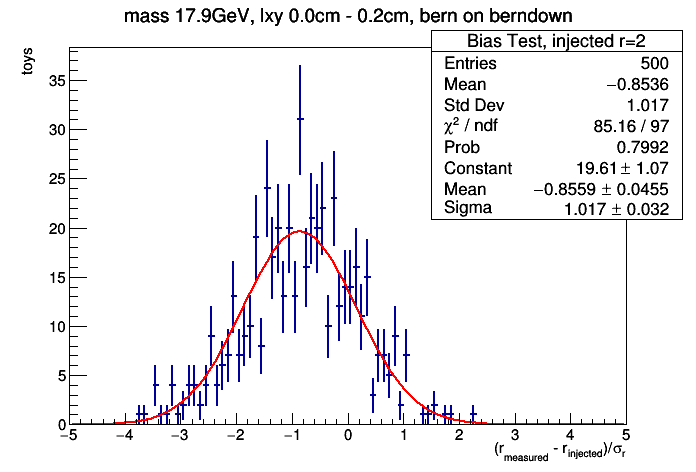 mass 17.9GeV, lxy 0.0cm - 0.2cm, bern on berndown
Bias Test, injected r=2
Entries 500
Mean −0.8536
Std Dev 1.017
χ² / ndf 85.16 / 97
Prob 0.7992
Constant 19.61 ± 1.07
Mean −0.8559 ± 0.0455
Sigma 1.017 ± 0.032
toys
35
30
25
20
15
10
5
0
−5 −4 −3 −2 −1 0 1 2 3 4 5
(r_measured - r_injected)/σ_r